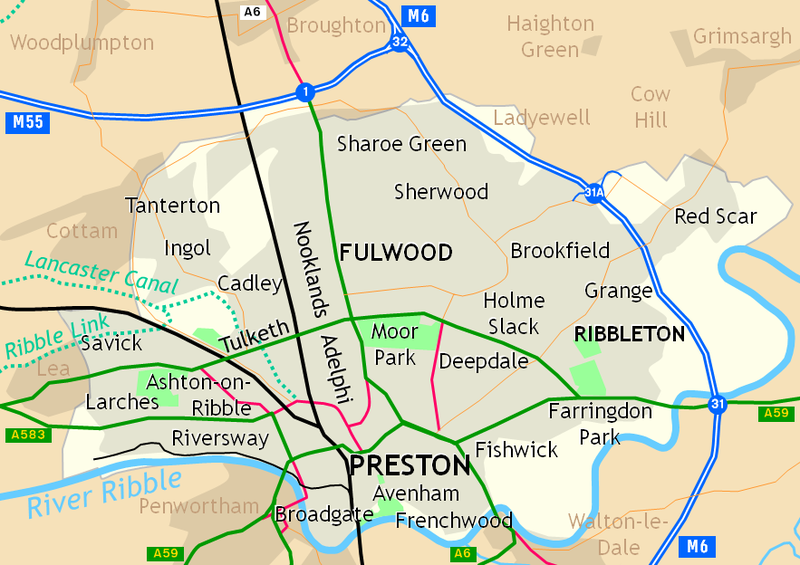 A6
M6
Woodplumpton
Broughton
Haighton
Green
Grimsargh
32
1
Cow
Hill
M55
Ladyewell
Sharoe Green
Sherwood
31A
Tanterton
Red Scar
Cottam
Ingol
Nooklands
FULWOOD
Brookfield
Lancaster Canal
Cadley
Grange
Holme
Slack
Ribble Link
Savick
Tulketh
Moor
Park
RIBBLETON
Adelphi
Deepdale
Lea
Ashton-on-
Ribble
Larches
31
Farringdon
Park
A59
A583
Riversway
Fishwick
PRESTON
River Ribble
Avenham
Penwortham
Broadgate
Frenchwood
Walton-le-
Dale
A59
A6
M6